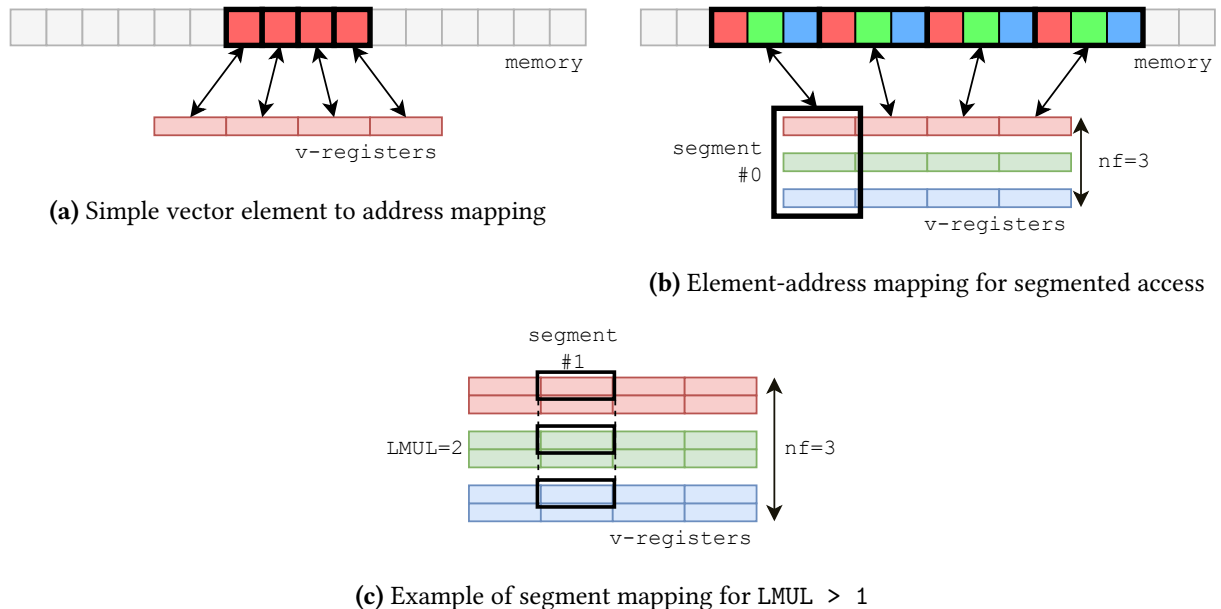 memory
v-registers
(a) Simple vector element to address mapping
memory
segment
#0
nf=3
v-registers
(b) Element-address mapping for segmented access
segment
#1
LMUL=2
nf=3
v-registers
(c) Example of segment mapping for LMUL > 1